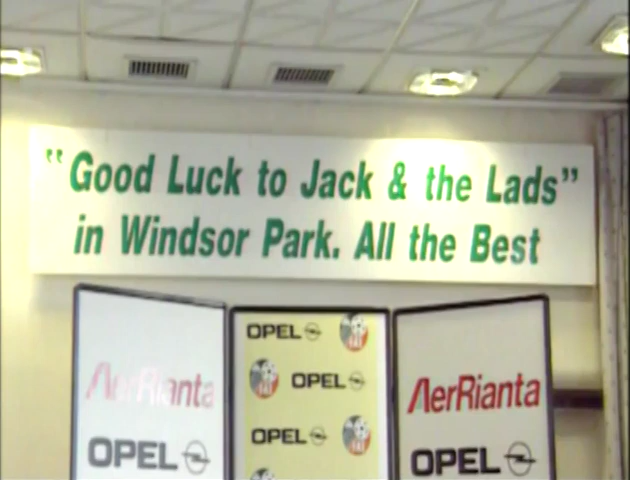 "Good Luck to Jack & the Lads"
in Windsor Park. All the Best
AerRianta
OPEL
OPEL
OPEL
OPEL
AerRianta
OPEL